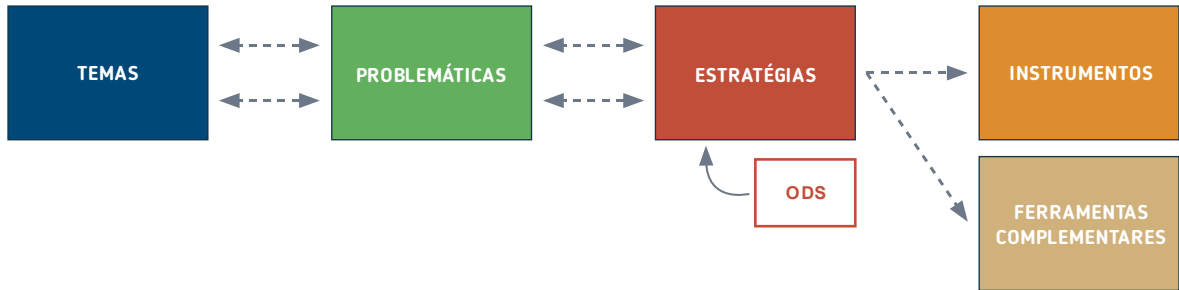 TEMAS
PROBLEMÁTICAS
ESTRATÉGIAS
INSTRUMENTOS
ODS
FERRAMENTAS
COMPLEMENTARES